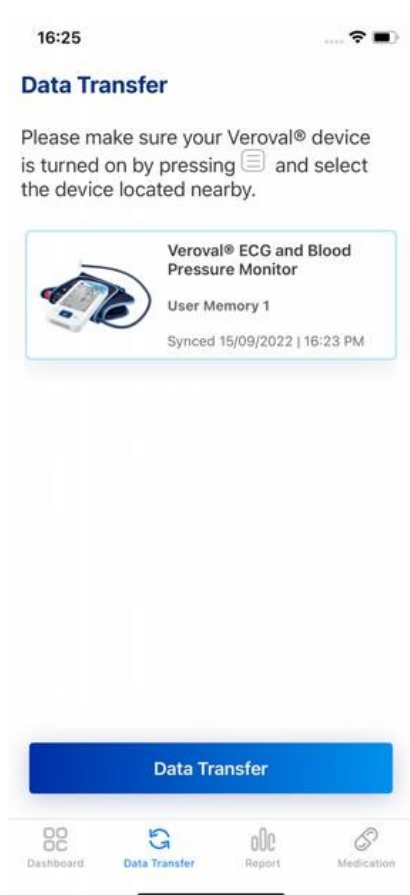 16:25
Data Transfer
Please make sure your Veroval® device
is turned on by pressing and select
the device located nearby.
Veroval® ECG and Blood
Pressure Monitor
User Memory 1
Synced 15/09/2022 | 16:23 PM
Data Transfer
Dashboard
Data Transfer
Report
Medication